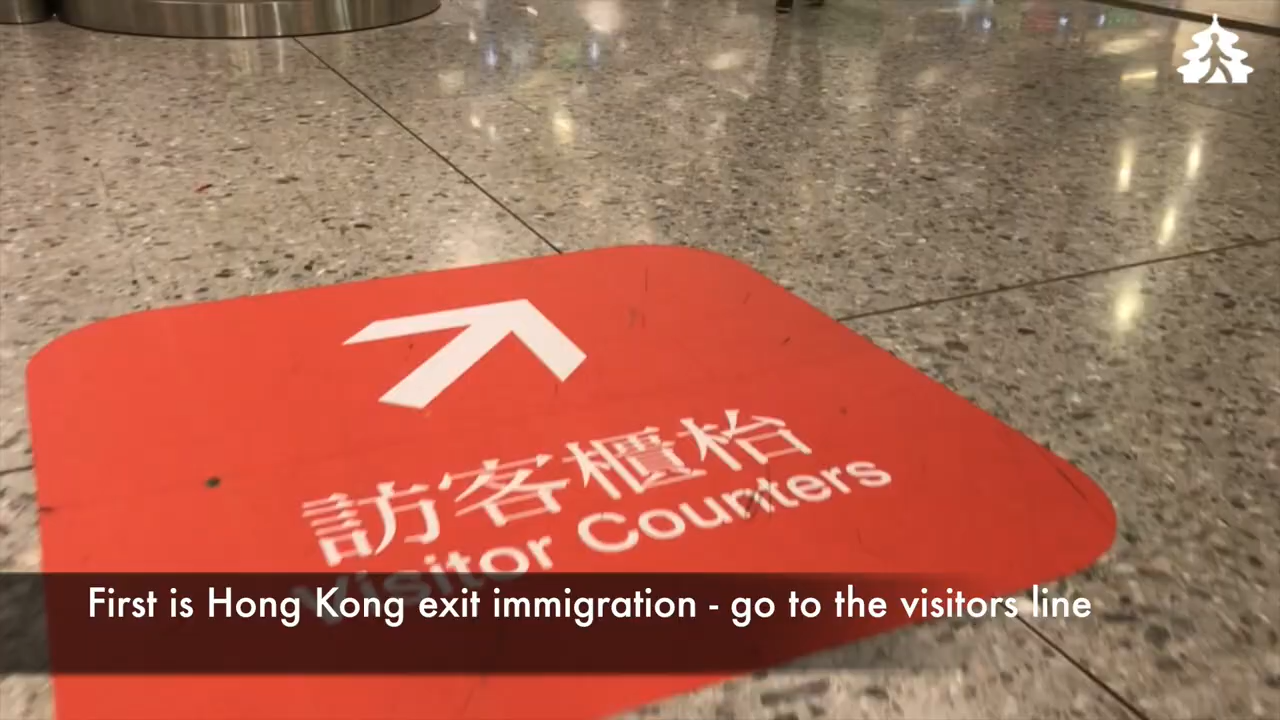 訪客櫃枱
Visitor Counters
First is Hong Kong exit immigration - go to the visitors line